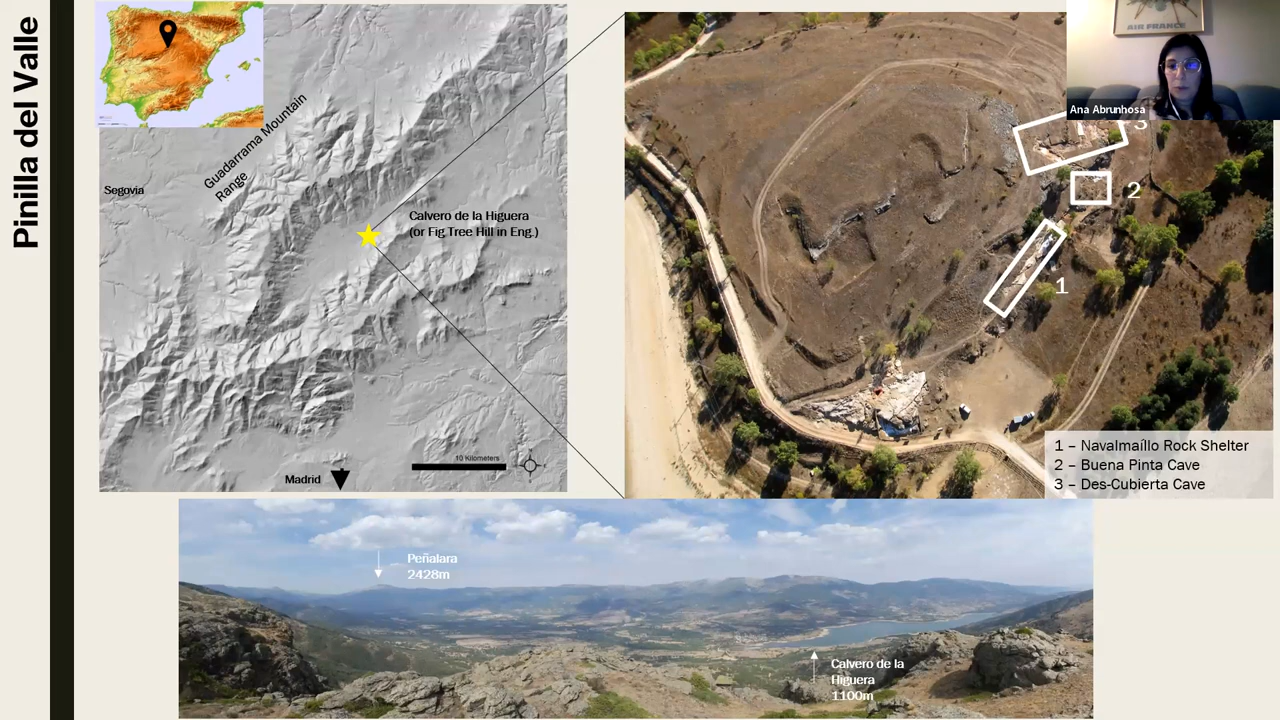 Pinilla del Valle
Guadarrama Mountain
Range
Segovia
Calvero de la Higuera
(or Fig Tree Hill in Eng.)
10 Kilometers
Madrid
AIR FRANCE
Ana Abrunhosa
3
2
1
1 – Navalmaíllo Rock Shelter
2 – Buena Pinta Cave
3 – Des-Cubierta Cave
Peñalara
2428m
Calvero de la
Higuera
1100m